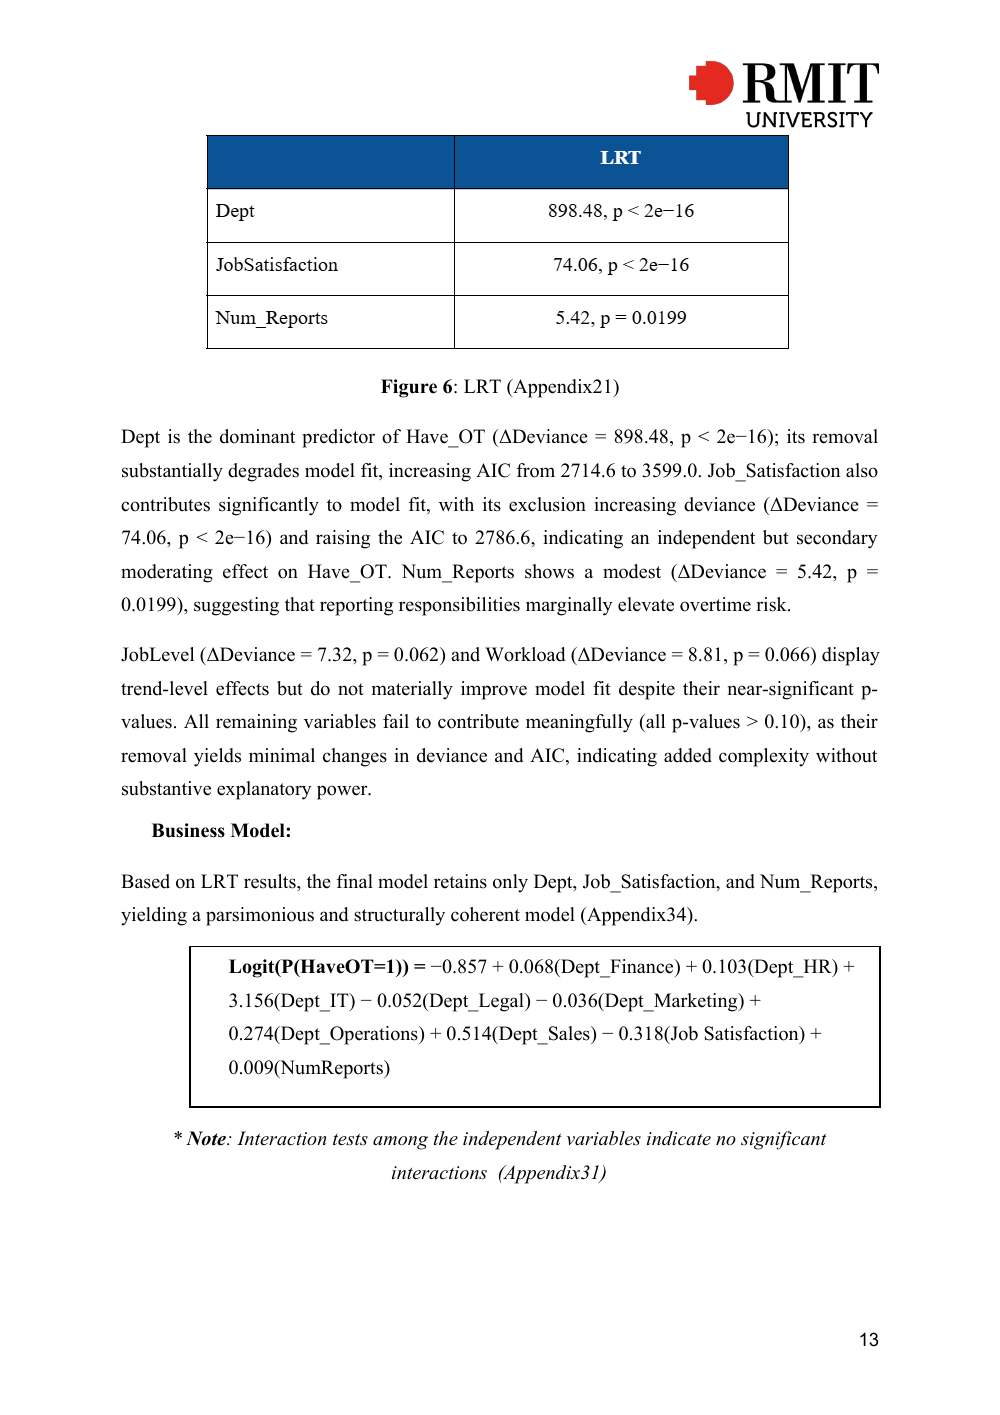 RMIT
UNIVERSITY
LRT
Dept 898.48, p < 2e−16
JobSatisfaction 74.06, p < 2e−16
Num_Reports 5.42, p = 0.0199
Figure 6: LRT (Appendix21)
Dept is the dominant predictor of Have_OT (ΔDeviance = 898.48, p < 2e−16); its removal
substantially degrades model fit, increasing AIC from 2714.6 to 3599.0. Job_Satisfaction also
contributes significantly to model fit, with its exclusion increasing deviance (ΔDeviance =
74.06, p < 2e−16) and raising the AIC to 2786.6, indicating an independent but secondary
moderating effect on Have_OT. Num_Reports shows a modest (ΔDeviance = 5.42, p =
0.0199), suggesting that reporting responsibilities marginally elevate overtime risk.
JobLevel (ΔDeviance = 7.32, p = 0.062) and Workload (ΔDeviance = 8.81, p = 0.066) display
trend-level effects but do not materially improve model fit despite their near-significant p-
values. All remaining variables fail to contribute meaningfully (all p-values > 0.10), as their
removal yields minimal changes in deviance and AIC, indicating added complexity without
substantive explanatory power.
Business Model:
Based on LRT results, the final model retains only Dept, Job_Satisfaction, and Num_Reports,
yielding a parsimonious and structurally coherent model (Appendix34).
Logit(P(HaveOT=1)) = −0.857 + 0.068(Dept_Finance) + 0.103(Dept_HR) +
3.156(Dept_IT) − 0.052(Dept_Legal) − 0.036(Dept_Marketing) +
0.274(Dept_Operations) + 0.514(Dept_Sales) − 0.318(Job Satisfaction) +
0.009(NumReports)
* Note: Interaction tests among the independent variables indicate no significant
interactions (Appendix31)
13